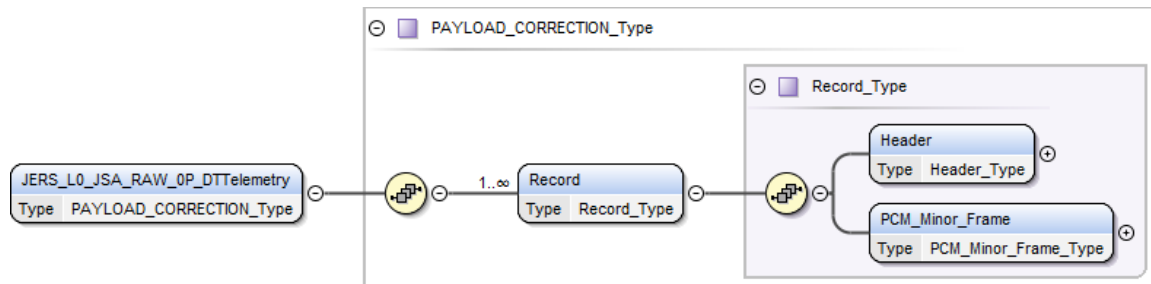 PAYLOAD_CORRECTION_Type
Record_Type
JERS_L0_JSA_RAW_0P_DTTelemetry
Type PAYLOAD_CORRECTION_Type
1..∞
Record
Type Record_Type
Header
Type Header_Type
PCM_Minor_Frame
Type PCM_Minor_Frame_Type